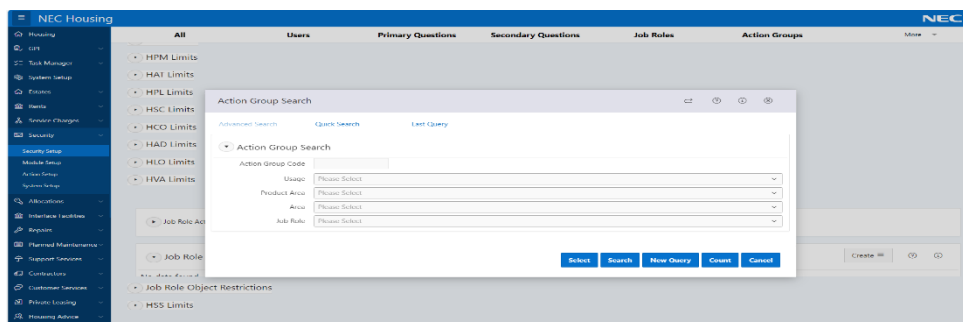 NEC Housing
NEC
Housing
All
Users
Primary Questions
Secondary Questions
Job Roles
Action Groups
More
GPI
Task Manager
System Setup
Estates
Rents
Service Charges
Security
Security Setup
Module Setup
Action Setup
System Setup
Allocations
Interface Facilities
Repairs
Planned Maintenance
Support Services
Contractors
Customer Services
Private Leasing
Housing Advice
HPM Limits
HAT Limits
HPL Limits
HSC Limits
HCO Limits
HAD Limits
HLO Limits
HVA Limits
Job Role Act
Job Role
Create
No data found
Job Role Object Restrictions
HSS Limits
Action Group Search
Advanced Search
Quick Search
Last Query
Action Group Search
Action Group Code
Usage Please Select
Product Area Please Select
Area Please Select
Job Role Please Select
Select Search New Query Count Cancel